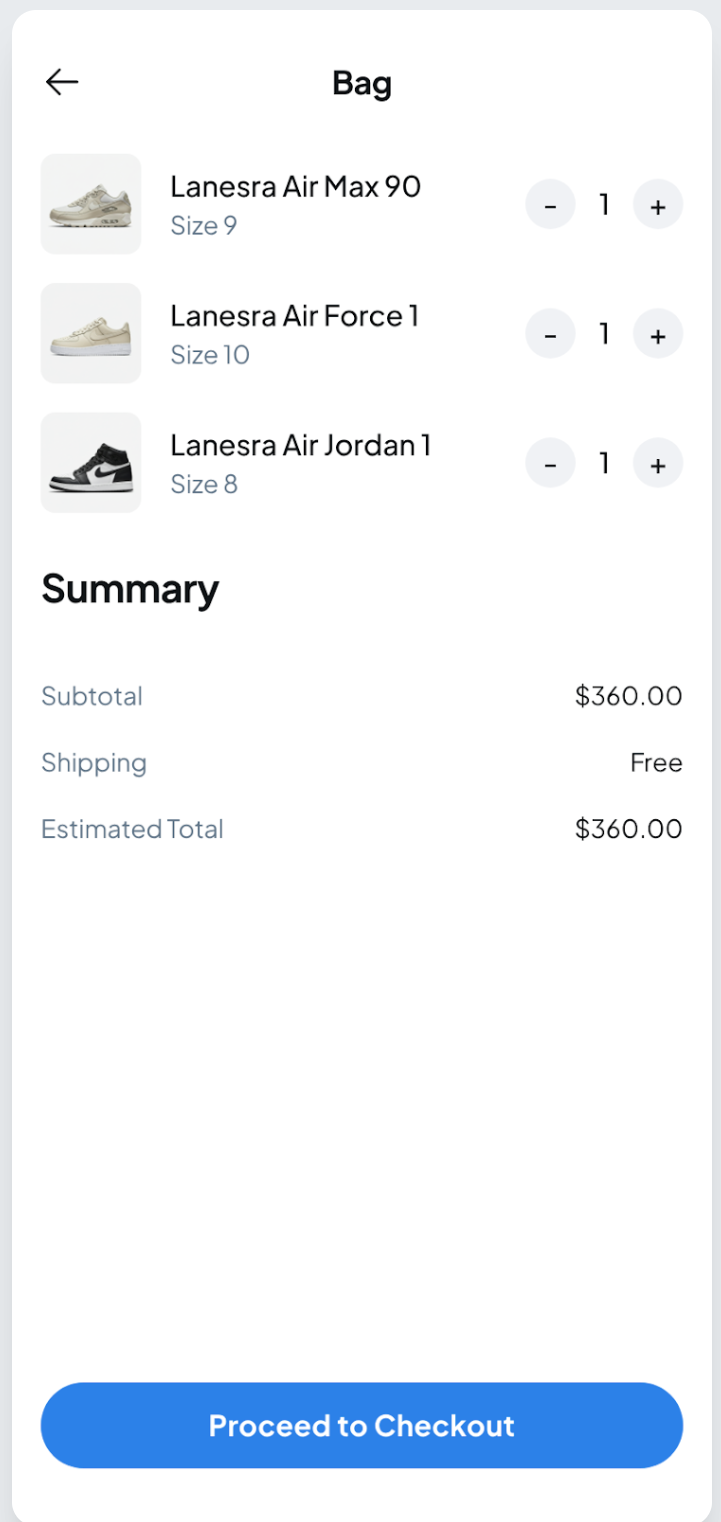 Bag
Lanesra Air Max 90
Size 9
- 1 +
Lanesra Air Force 1
Size 10
- 1 +
Lanesra Air Jordan 1
Size 8
- 1 +
Summary
Subtotal $360.00
Shipping Free
Estimated Total $360.00
Proceed to Checkout